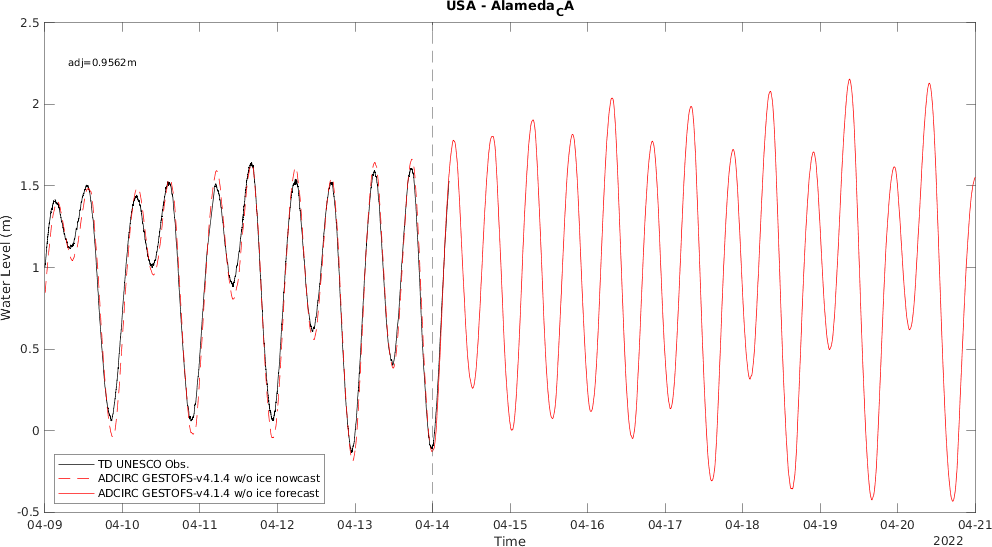 USA - Alameda_CA
adj=0.9562m
2.5
2
1.5
1
0.5
0
-0.5
Water Level (m)
TD UNESCO Obs.
ADCIRC GESTOFS-v4.1.4 w/o ice nowcast
ADCIRC GESTOFS-v4.1.4 w/o ice forecast
04-09 04-10 04-11 04-12 04-13 04-14 04-15 04-16 04-17 04-18 04-19 04-20 04-21
Time
2022